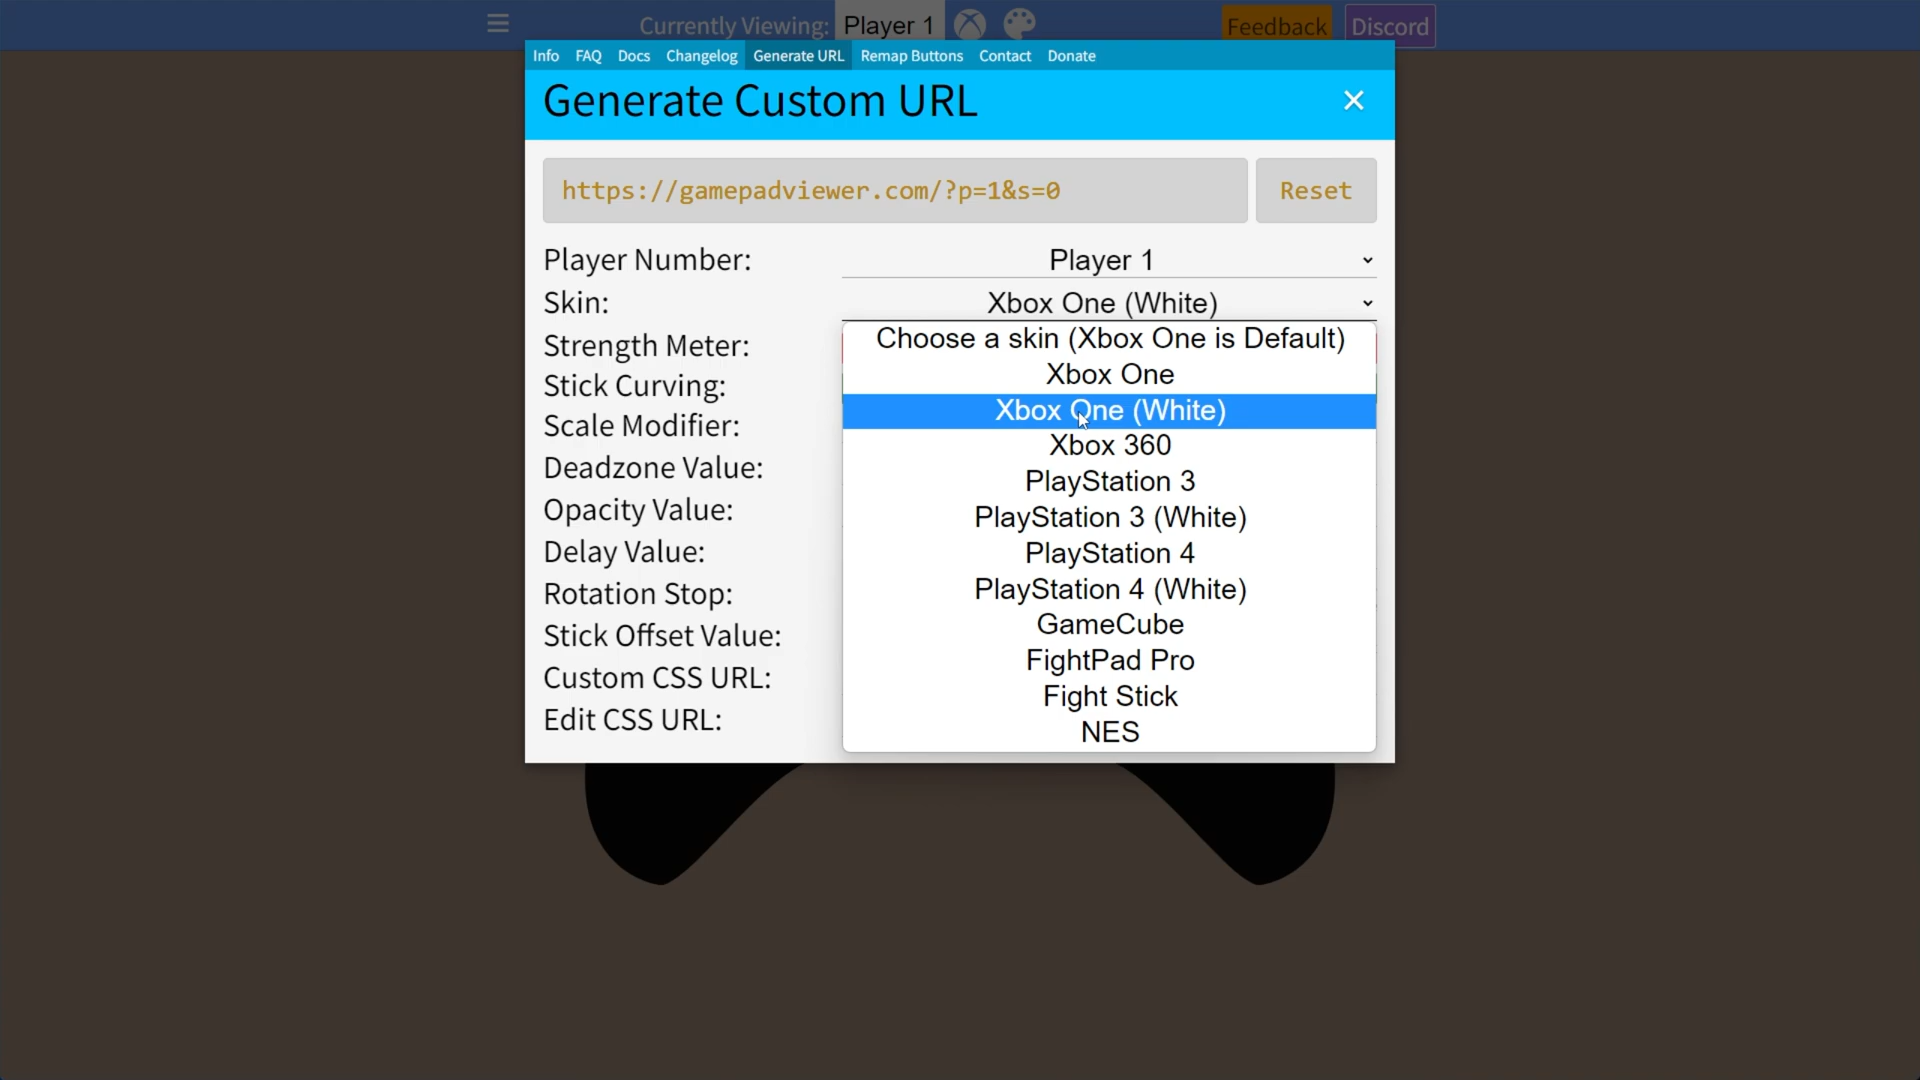 Currently Viewing: Player 1 Feedback Discord
Info FAQ Docs Changelog Generate URL Remap Buttons Contact Donate
Generate Custom URL
https://gamepadviewer.com/?p=1&s=0 Reset
Player Number: Player 1
Skin: Xbox One (White)
Strength Meter:
Stick Curving:
Scale Modifier:
Deadzone Value:
Opacity Value:
Delay Value:
Rotation Stop:
Stick Offset Value:
Custom CSS URL:
Edit CSS URL:
Choose a skin (Xbox One is Default)
Xbox One
Xbox One (White)
Xbox 360
PlayStation 3
PlayStation 3 (White)
PlayStation 4
PlayStation 4 (White)
GameCube
FightPad Pro
Fight Stick
NES